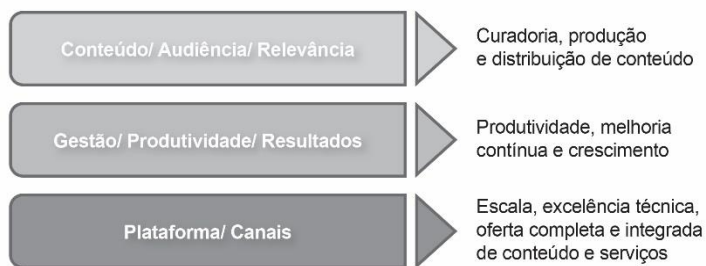 Conteúdo/ Audiência/ Relevância
Curadoria, produção
e distribuição de conteúdo
Gestão/ Produtividade/ Resultados
Produtividade, melhoria
contínua e crescimento
Plataforma/ Canais
Escala, excelência técnica,
oferta completa e integrada
de conteúdo e serviços